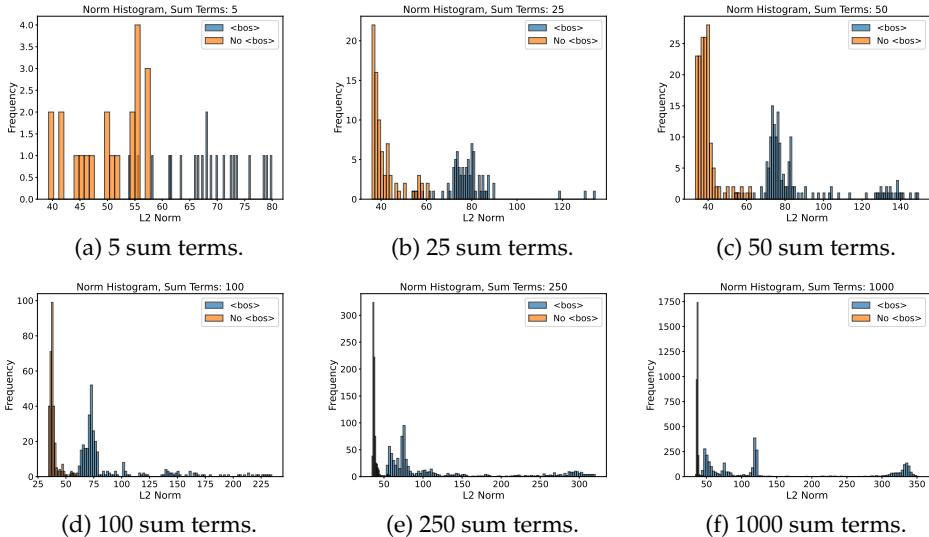 Norm Histogram, Sum Terms: 5
4.0
3.5
3.0
2.5
2.0
1.5
1.0
0.5
0.0
Frequency
40 45 50 55 60 65 70 75 80
L2 Norm
<bos>
No <bos>
(a) 5 sum terms.
Norm Histogram, Sum Terms: 25
20
15
10
5
0
Frequency
40 60 80 100 120
L2 Norm
<bos>
No <bos>
(b) 25 sum terms.
Norm Histogram, Sum Terms: 50
25
20
15
10
5
0
Frequency
40 60 80 100 120 140
L2 Norm
<bos>
No <bos>
(c) 50 sum terms.
Norm Histogram, Sum Terms: 100
100
80
60
40
20
0
Frequency
25 50 75 100 125 150 175 200 225
L2 Norm
<bos>
No <bos>
(d) 100 sum terms.
Norm Histogram, Sum Terms: 250
300
250
200
150
100
50
0
Frequency
50 100 150 200 250 300
L2 Norm
<bos>
No <bos>
(e) 250 sum terms.
Norm Histogram, Sum Terms: 1000
1750
1500
1250
1000
750
500
250
0
Frequency
50 100 150 200 250 300 350
L2 Norm
<bos>
No <bos>
(f) 1000 sum terms.